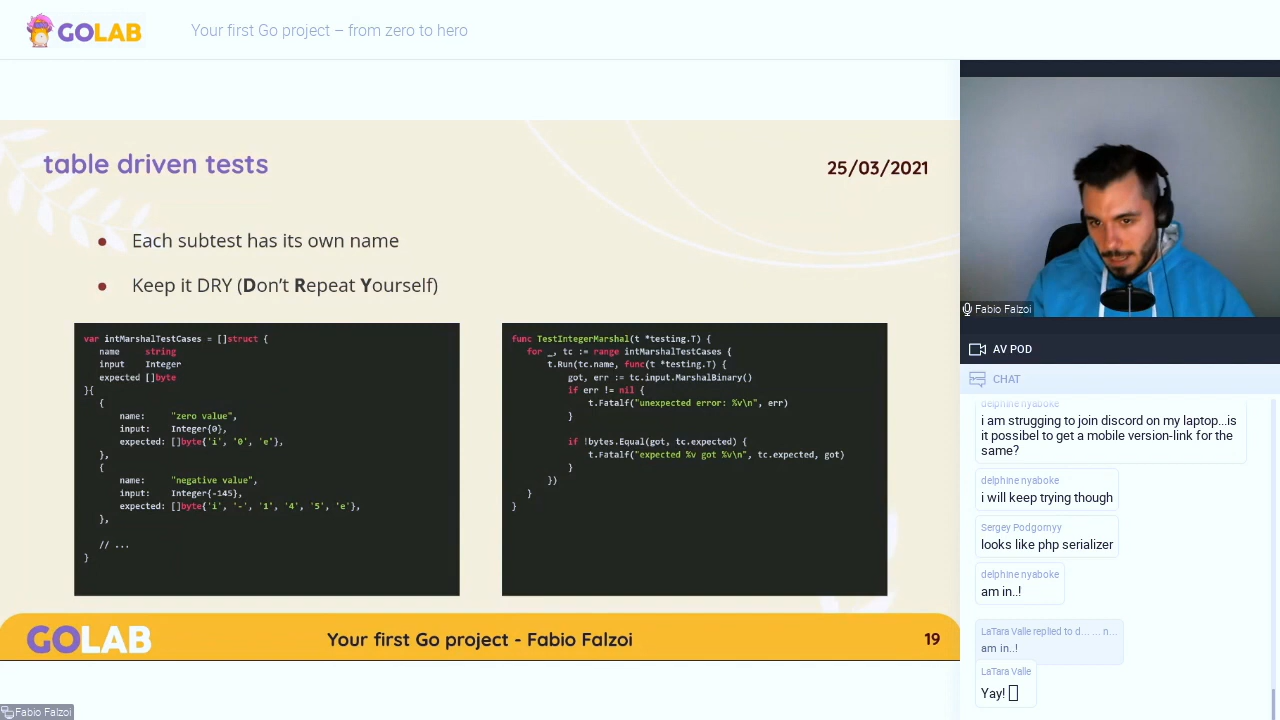 GOLAB
Your first Go project – from zero to hero
table driven tests
25/03/2021
Each subtest has its own name
Keep it DRY (Don't Repeat Yourself)
var intMarshalTestCases = []struct {
name string
input Integer
expected []byte
}{
{
name: "zero value",
input: Integer{0},
expected: []byte{'i', '0', 'e'},
},
{
name: "negative value",
input: Integer{-145},
expected: []byte{'i', '-', '1', '4', '5', 'e'},
},
// ...
}
func TestIntegerMarshal(t *testing.T) {
for _, tc := range intMarshalTestCases {
t.Run(tc.name, func(t *testing.T) {
got, err := tc.input.MarshalBinary()
if err != nil {
t.Fatalf("unexpected error: %v\n", err)
}
if !bytes.Equal(got, tc.expected) {
t.Fatalf("expected %v got %v\n", tc.expected, got)
}
})
}
}
GOLAB
Your first Go project - Fabio Falzoi
19
Fabio Falzoi
Fabio Falzoi
AV POD
CHAT
delphine nyaboke
i am strugging to join discord on my laptop...is
it possibel to get a mobile version-link for the
same?
delphine nyaboke
i will keep trying though
Sergey Podgornyy
looks like php serializer
delphine nyaboke
am in..!
LaTara Valle replied to d... ... n...
am in..!
LaTara Valle
Yay!